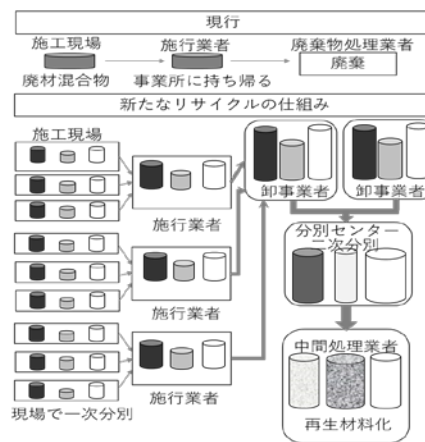 現行
施工現場
施行業者
廃棄物処理業者
廃棄
廃材混合物
事業所に持ち帰る
新たなリサイクルの仕組み
施工現場
施行業者
施行業者
施行業者
現場で一次分別
卸事業者
卸事業者
分別センター
二次分別
中間処理業者
再生材料化